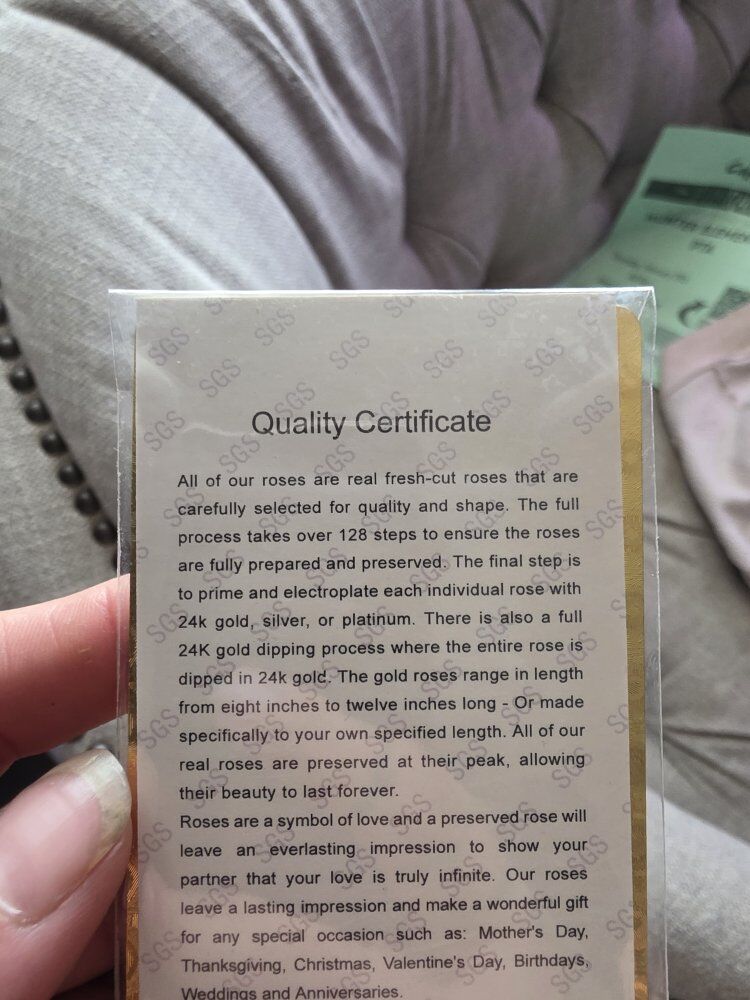 Quality Certificate
All of our roses are real fresh-cut roses that are
carefully selected for quality and shape. The full
process takes over 128 steps to ensure the roses
are fully prepared and preserved. The final step is
to prime and electroplate each individual rose with
24k gold, silver, or platinum. There is also a full
24K gold dipping process where the entire rose is
dipped in 24k gold. The gold roses range in length
from eight inches to twelve inches long - Or made
specifically to your own specified length. All of our
real roses are preserved at their peak, allowing
their beauty to last forever.
Roses are a symbol of love and a preserved rose will
leave an everlasting impression to show your
partner that your love is truly infinite. Our roses
leave a lasting impression and make a wonderful gift
for any special occasion such as: Mother's Day,
Thanksgiving, Christmas, Valentine's Day, Birthdays,
Weddings and Anniversaries.
SGS